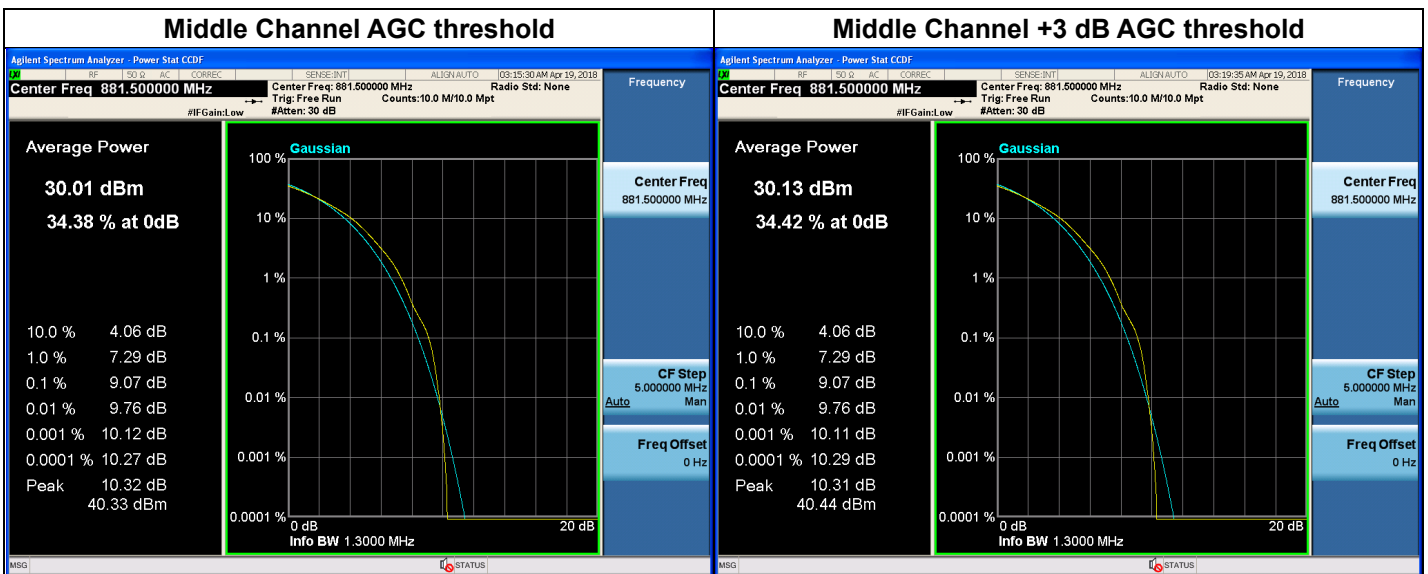 Middle Channel AGC threshold
Agilent Spectrum Analyzer - Power Stat CCDF
LXI RF 50 Ω AC CORREC SENSE:INT ALIGN AUTO 03:15:30 AM Apr 19, 2018
Center Freq 881.500000 MHz
Center Freq: 881.500000 MHz Radio Std: None
Trig: Free Run Counts:10.0 M/10.0 Mpt
#IFGain:Low #Atten: 30 dB
Average Power
30.01 dBm
34.38 % at 0dB
10.0 % 4.06 dB
1.0 % 7.29 dB
0.1 % 9.07 dB
0.01 % 9.76 dB
0.001 % 10.12 dB
0.0001 % 10.27 dB
Peak 10.32 dB
40.33 dBm
Gaussian
100 %
10 %
1 %
0.1 %
0.01 %
0.001 %
0.0001 %
0 dB 20 dB
Info BW 1.3000 MHz
Frequency
Center Freq
881.500000 MHz
CF Step
5.000000 MHz
Auto Man
Freq Offset
0 Hz
MSG STATUS
Middle Channel +3 dB AGC threshold
Agilent Spectrum Analyzer - Power Stat CCDF
LXI RF 50 Ω AC CORREC SENSE:INT ALIGN AUTO 03:19:35 AM Apr 19, 2018
Center Freq 881.500000 MHz
Center Freq: 881.500000 MHz Radio Std: None
Trig: Free Run Counts:10.0 M/10.0 Mpt
#IFGain:Low #Atten: 30 dB
Average Power
30.13 dBm
34.42 % at 0dB
10.0 % 4.06 dB
1.0 % 7.29 dB
0.1 % 9.07 dB
0.01 % 9.76 dB
0.001 % 10.11 dB
0.0001 % 10.29 dB
Peak 10.31 dB
40.44 dBm
Gaussian
100 %
10 %
1 %
0.1 %
0.01 %
0.001 %
0.0001 %
0 dB 20 dB
Info BW 1.3000 MHz
Frequency
Center Freq
881.500000 MHz
CF Step
5.000000 MHz
Auto Man
Freq Offset
0 Hz
MSG STATUS